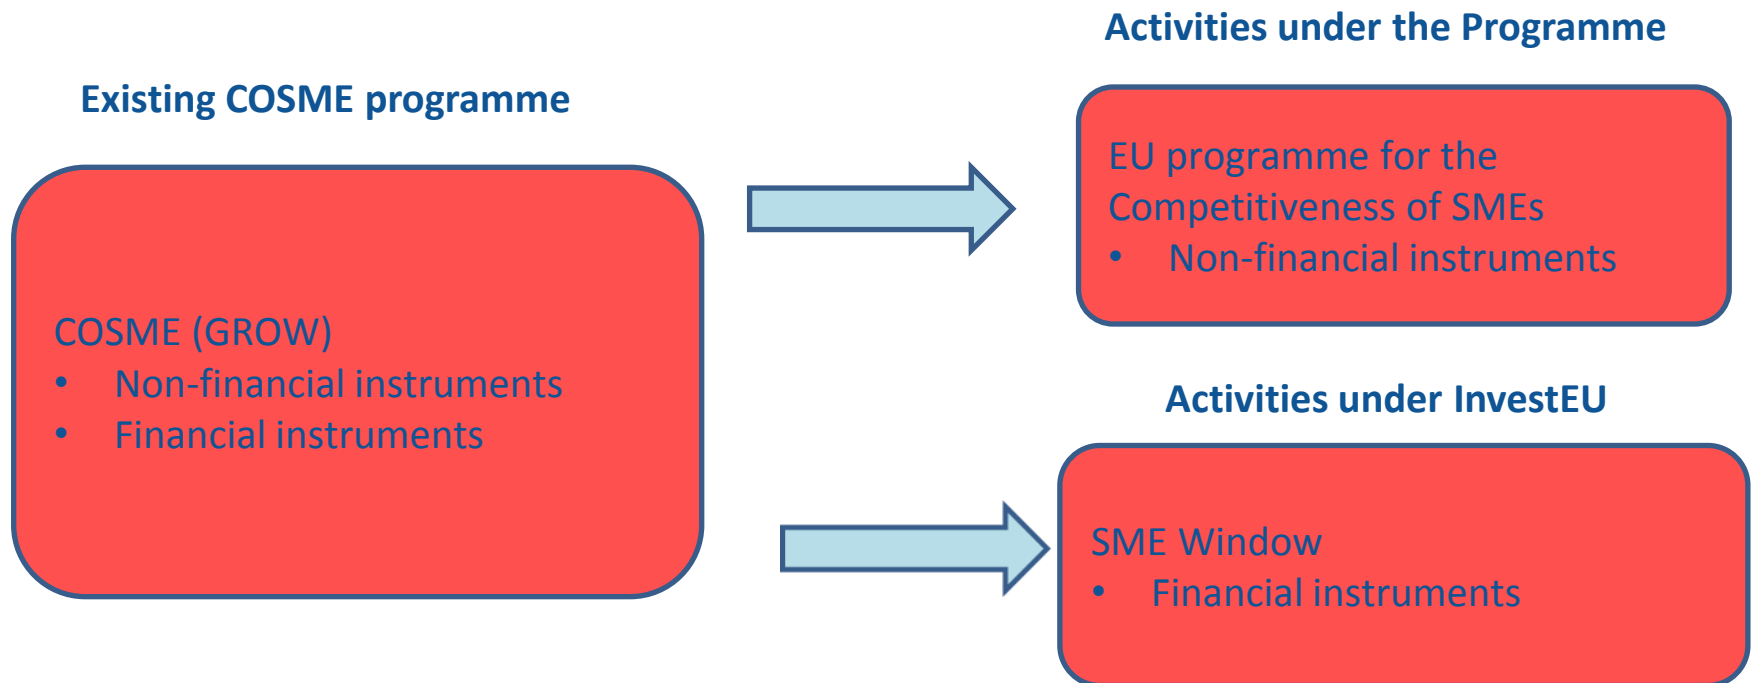 Existing COSME programme
COSME (GROW)
• Non-financial instruments
• Financial instruments
Activities under the Programme
EU programme for the
Competitiveness of SMEs
• Non-financial instruments
Activities under InvestEU
SME Window
• Financial instruments